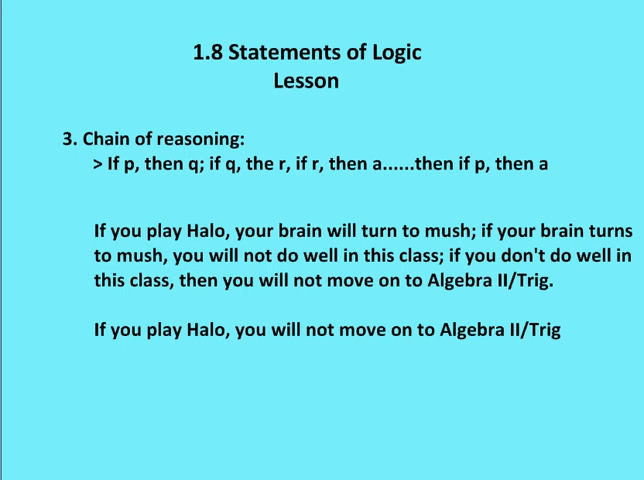 1.8 Statements of Logic
Lesson
3. Chain of reasoning:
> If p, then q; if q, the r, if r, then a......then if p, then a
If you play Halo, your brain will turn to mush; if your brain turns
to mush, you will not do well in this class; if you don't do well in
this class, then you will not move on to Algebra II/Trig.
If you play Halo, you will not move on to Algebra II/Trig